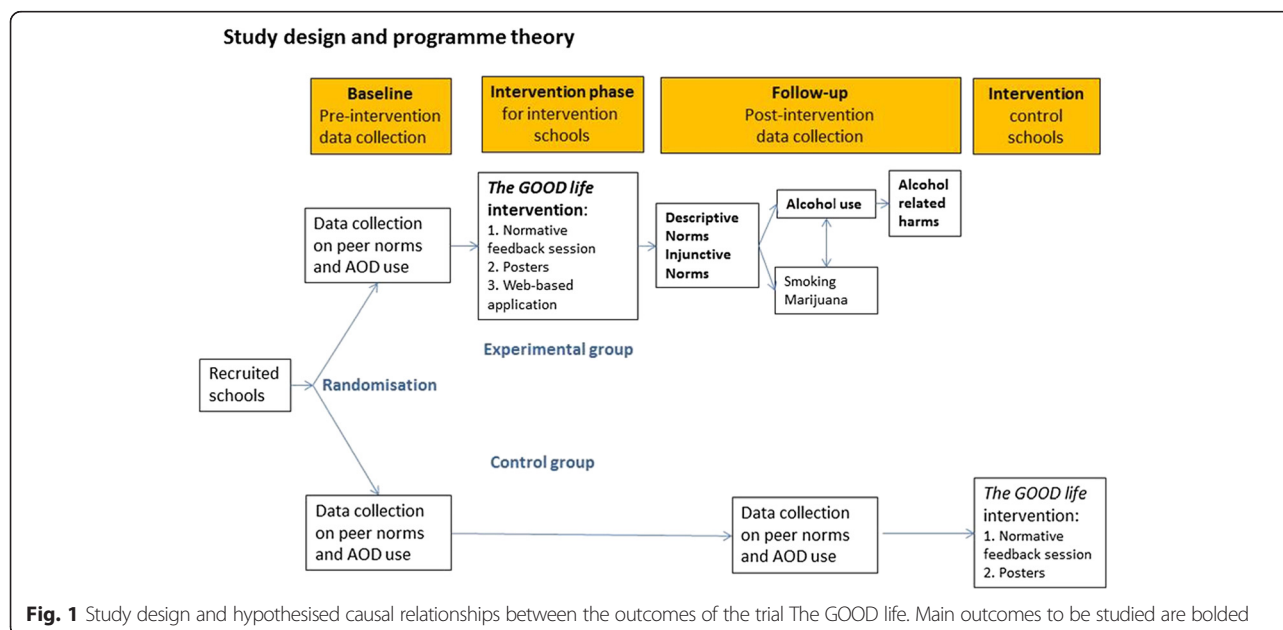 Study design and programme theory
Baseline
Pre-intervention
data collection
Intervention phase
for intervention
schools
Follow-up
Post-intervention
data collection
Intervention
control
schools
Data collection
on peer norms
and AOD use
The GOOD life
intervention:
1. Normative
feedback session
2. Posters
3. Web-based
application
Descriptive
Norms
Injunctive
Norms
Alcohol use
Alcohol
related
harms
Smoking
Marijuana
Experimental group
Recruited
schools
Randomisation
Control group
Data collection
on peer norms
and AOD use
Data collection
on peer norms
and AOD use
The GOOD life
intervention:
1. Normative
feedback session
2. Posters
Fig. 1 Study design and hypothesised causal relationships between the outcomes of the trial The GOOD life. Main outcomes to be studied are bolded